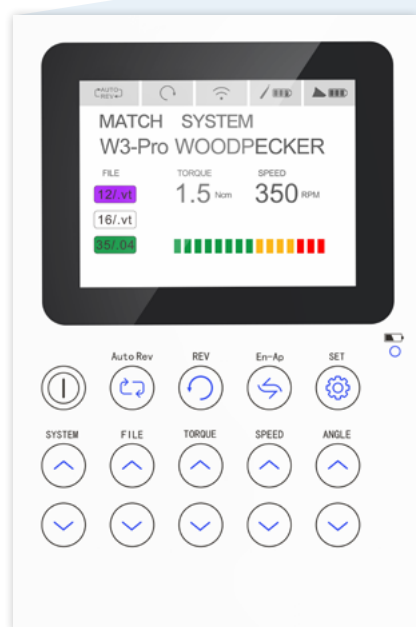 AUTO
REV
MATCH SYSTEM
W3-Pro WOODPECKER
FILE TORQUE SPEED
12/.vt 1.5 Ncm 350 RPM
16/.vt
35/.04
Auto Rev REV En-Ap SET
SYSTEM FILE TORQUE SPEED ANGLE